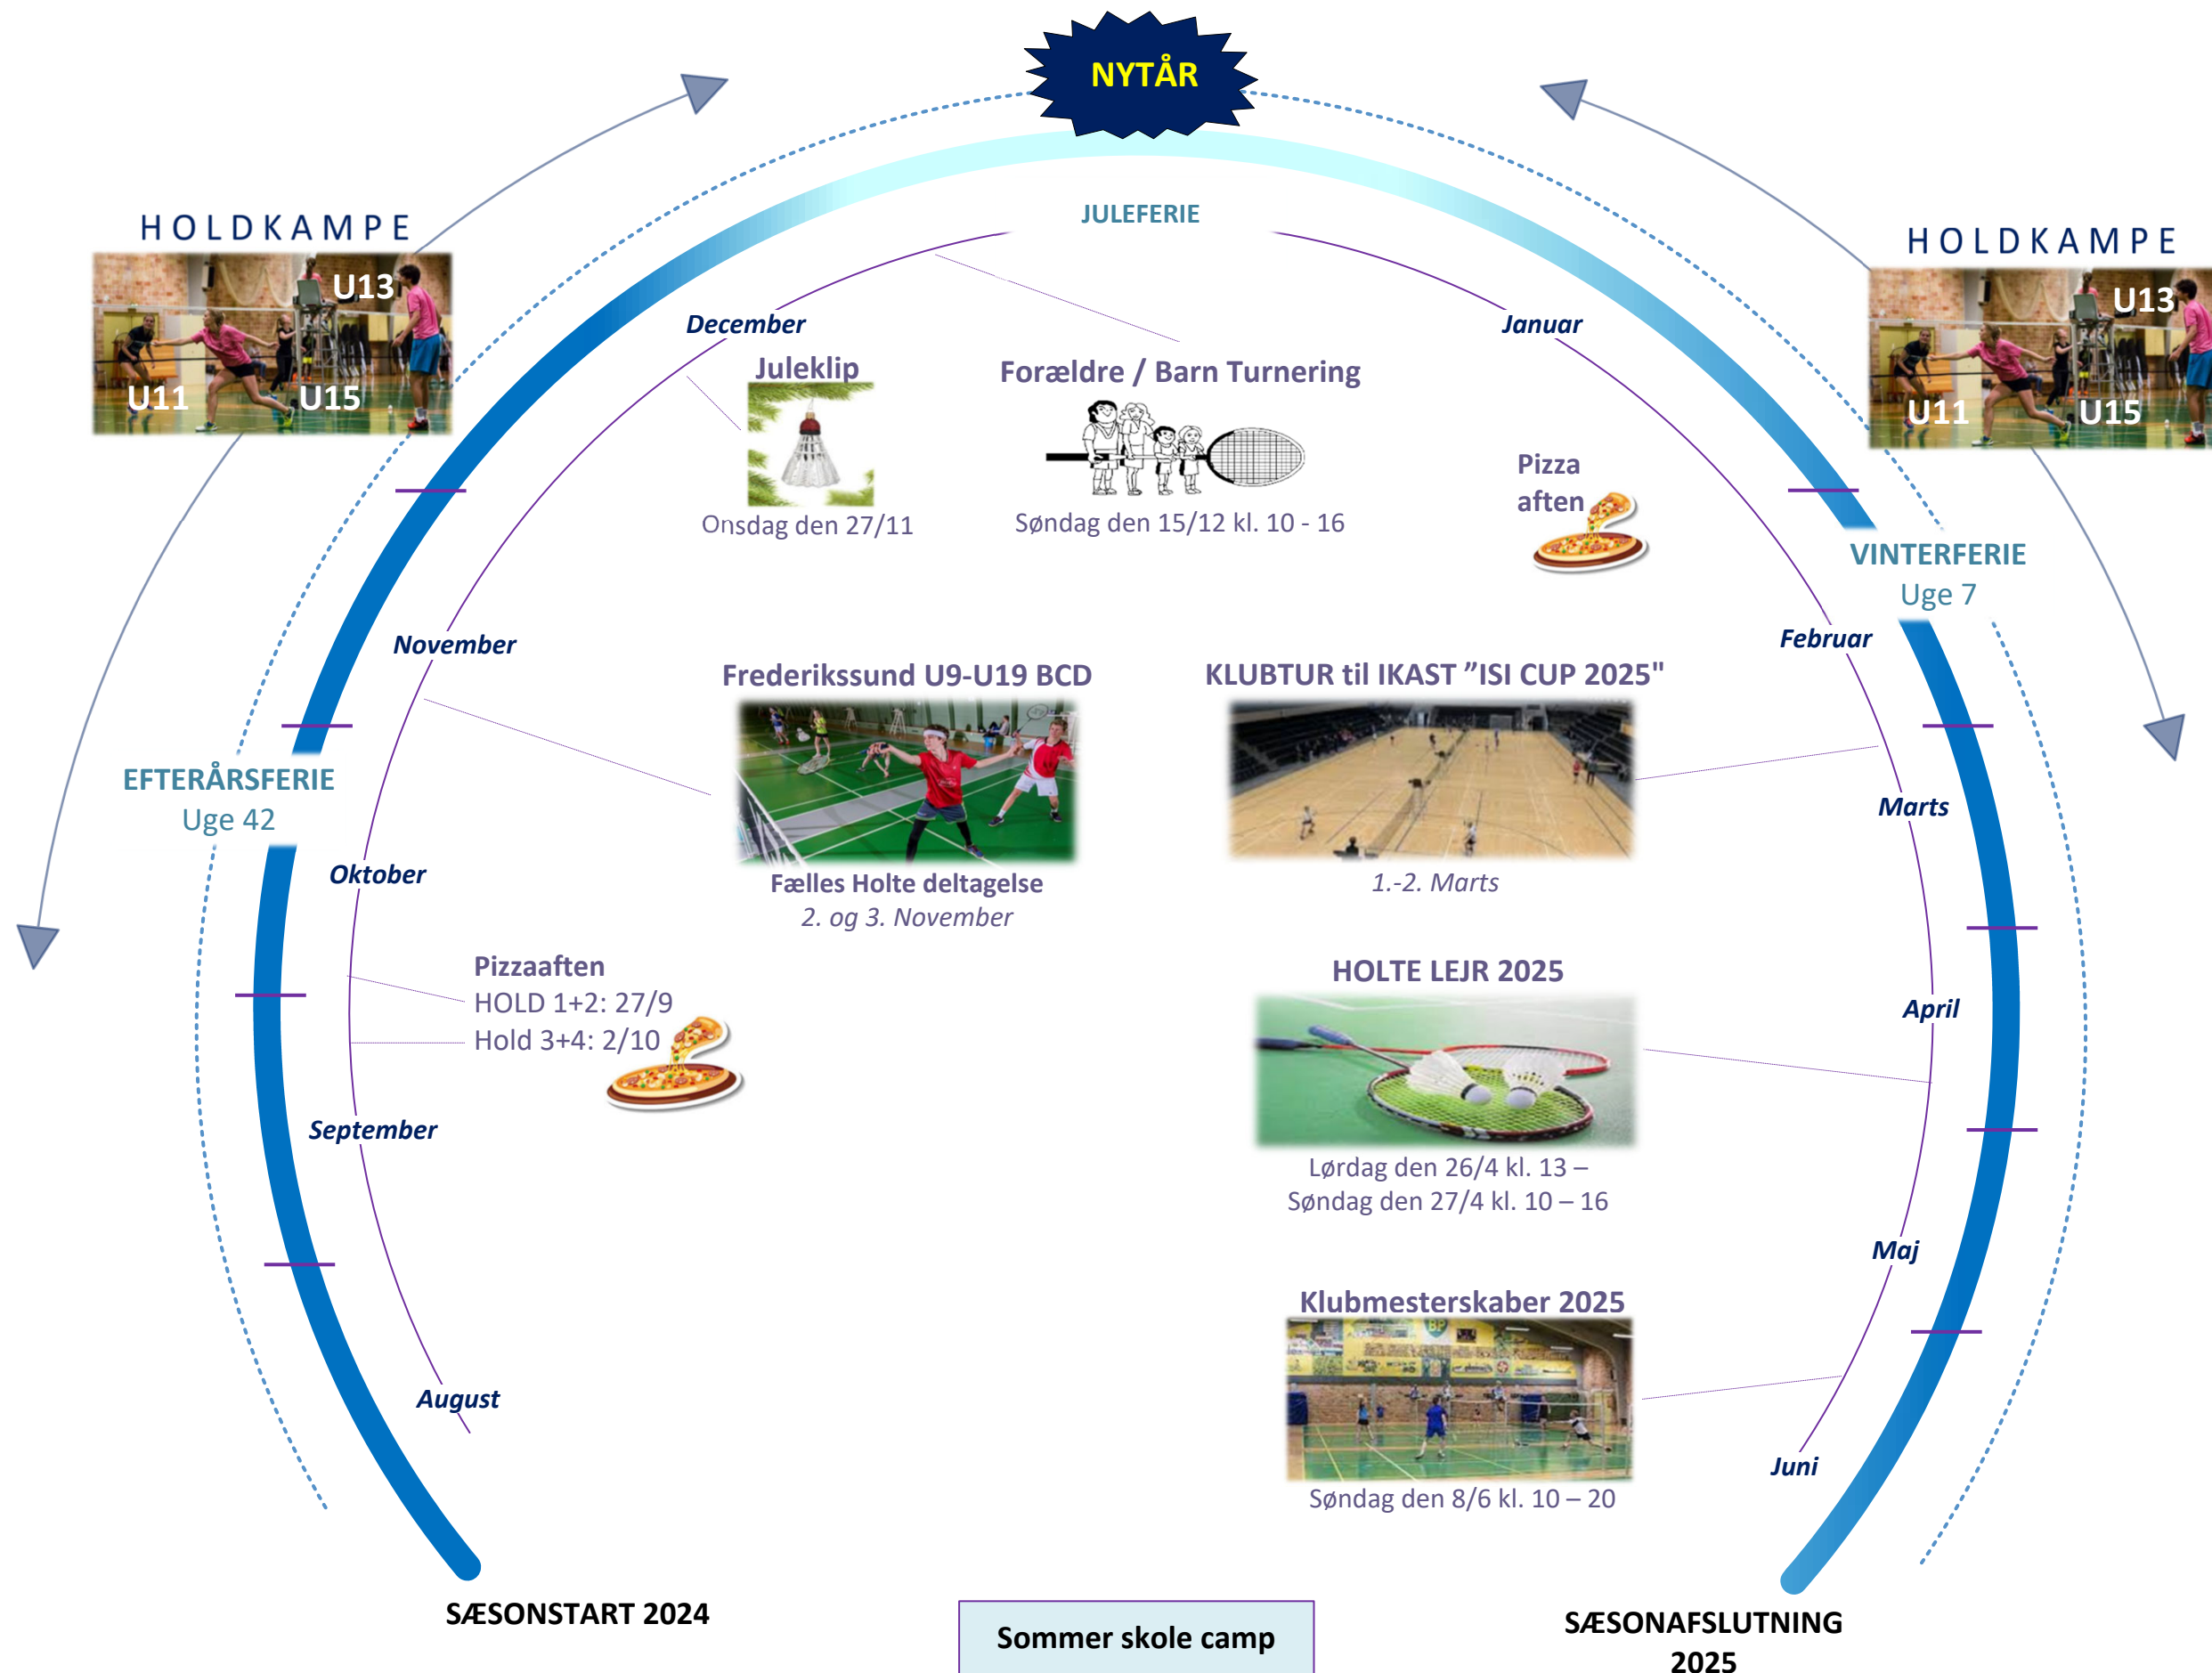 NYTÅR
JULEFERIE
HOLDKAMPE
U13
U11
U15
HOLDKAMPE
U13
U11
U15
December
Januar
Juleklip
Onsdag den 27/11
Forældre / Barn Turnering
Søndag den 15/12 kl. 10 - 16
Pizza
aften
VINTERFERIE
Uge 7
November
Februar
Frederikssund U9-U19 BCD
Fælles Holte deltagelse
2. og 3. November
KLUBTUR til IKAST ”ISI CUP 2025"
1.-2. Marts
EFTERÅRSFERIE
Uge 42
Marts
Oktober
Pizzaaften
HOLD 1+2: 27/9
Hold 3+4: 2/10
HOLTE LEJR 2025
Lørdag den 26/4 kl. 13 –
Søndag den 27/4 kl. 10 – 16
April
September
Maj
Klubmesterskaber 2025
BP
Søndag den 8/6 kl. 10 – 20
August
Juni
SÆSONSTART 2024
Sommer skole camp
SÆSONAFSLUTNING
2025